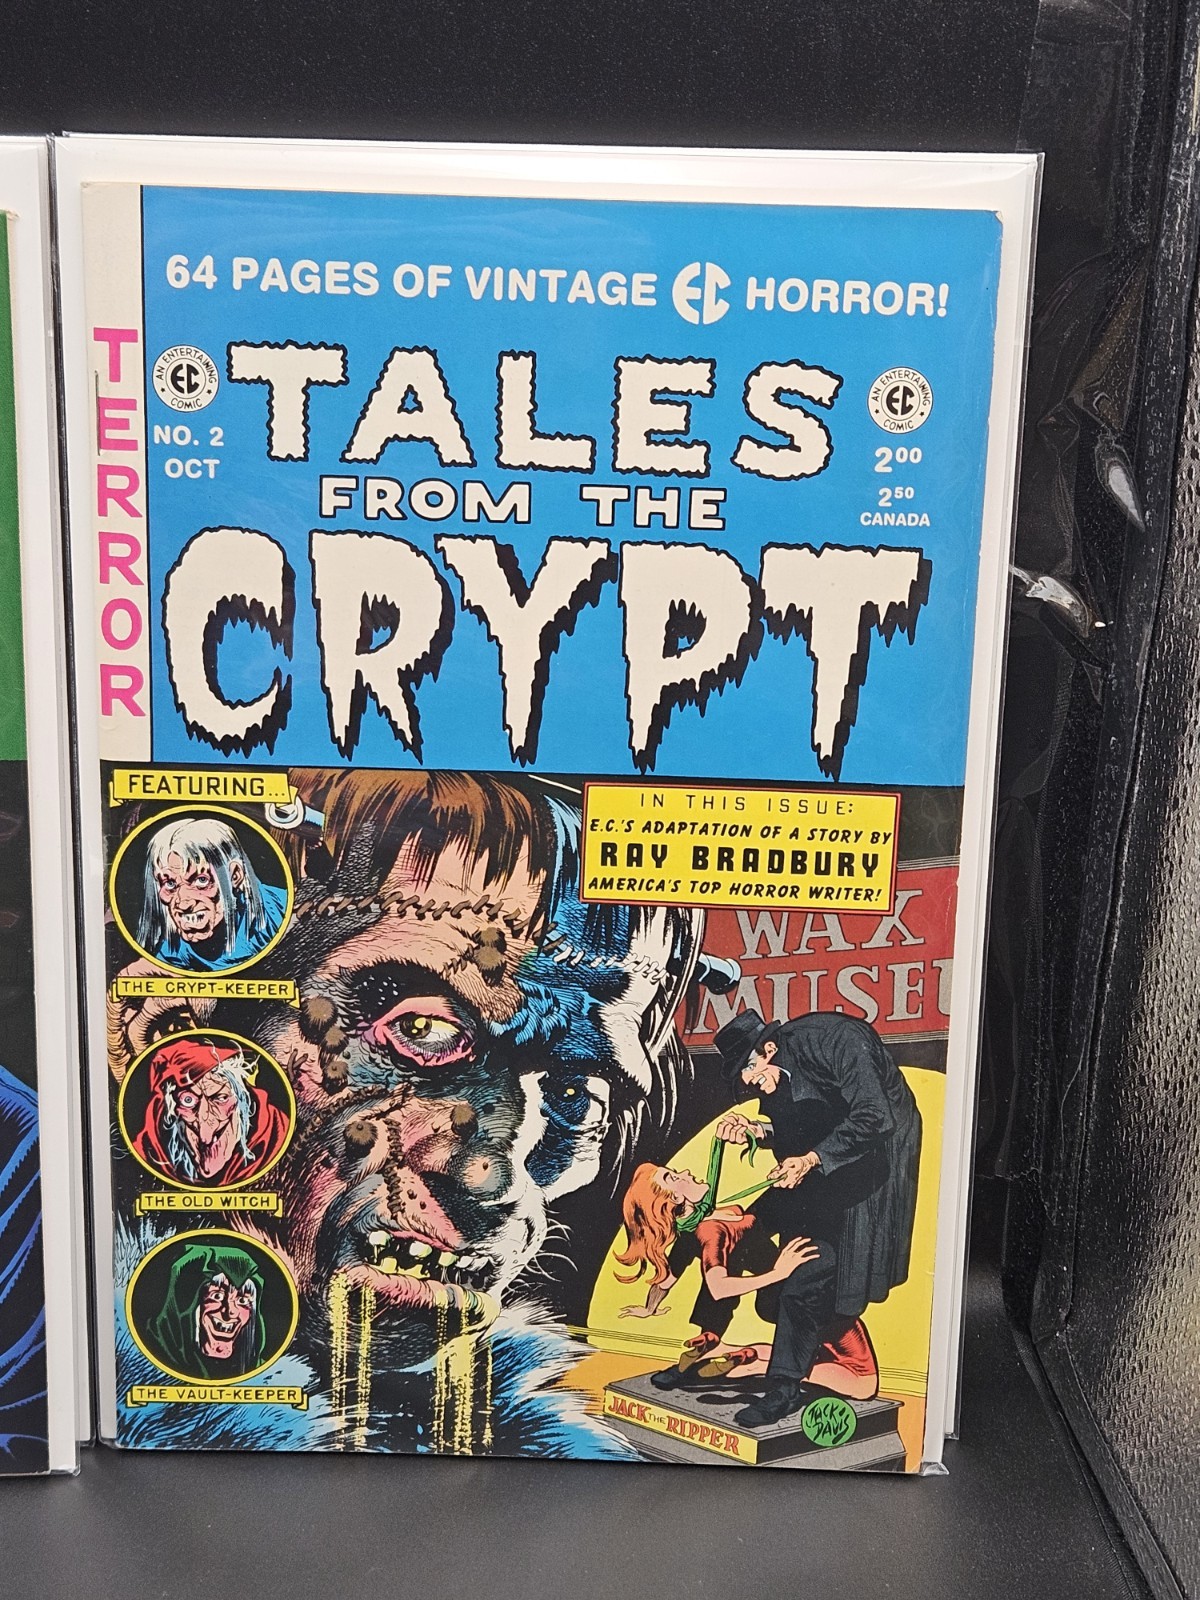 64 PAGES OF VINTAGE EC HORROR!
TERROR
AN ENTERTAINING
EC
COMIC
NO. 2
OCT
TALES
FROM THE
CRYPT
AN ENTERTAINING
EC
COMIC
2.00
2.50
CANADA
FEATURING...
THE CRYPT-KEEPER
THE OLD WITCH
THE VAULT-KEEPER
IN THIS ISSUE:
E.C.'S ADAPTATION OF A STORY BY
RAY BRADBURY
AMERICA'S TOP HORROR WRITER!
WAX
MUSEU
JACK THE RIPPER
JACK DAVIS